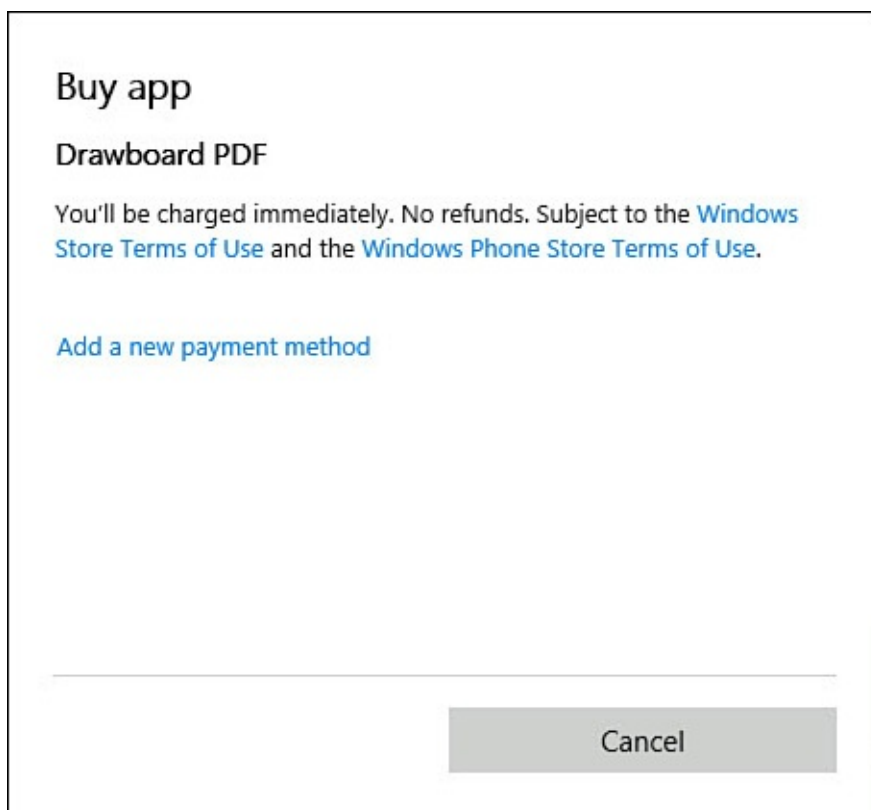 Buy app
Drawboard PDF
You'll be charged immediately. No refunds. Subject to the Windows
Store Terms of Use and the Windows Phone Store Terms of Use.
Add a new payment method
Cancel